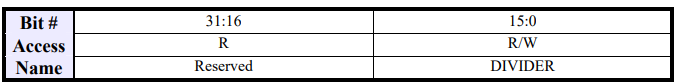 Bit # 31:16 15:0
Access R R/W
Name Reserved DIVIDER